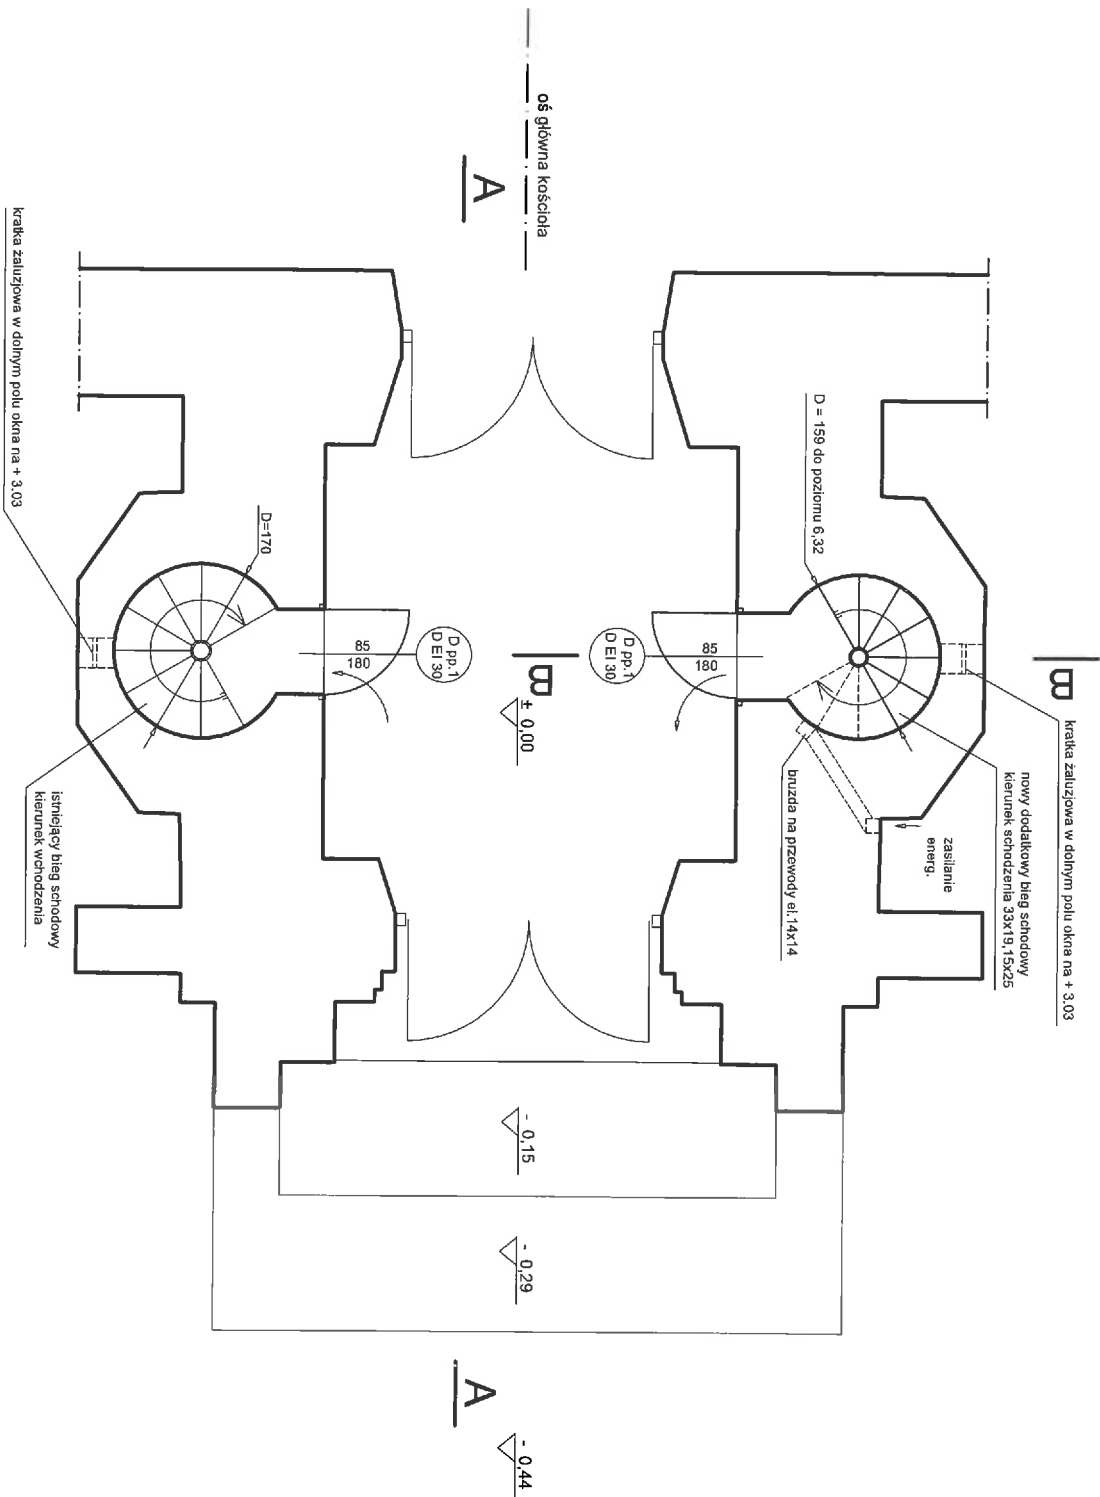 oś główna kościoła
A
kratka żaluzjowa w dolnym polu okna na + 3.03
D = 159 do poziomu 6,32
D=170
85
180
D pp.1
D EI 30
85
180
D pp.1
D EI 30
B
B
± 0,00
kratka żaluzjowa w dolnym polu okna na + 3.03
nowy dodatkowy bieg schodowy
kierunek schodzenia 33x19,15x25
zasilanie
energ.
bruzda na przewody el.14x14
istniejący bieg schodowy
kierunek wchodzenia
- 0,15
- 0,29
A
- 0,44